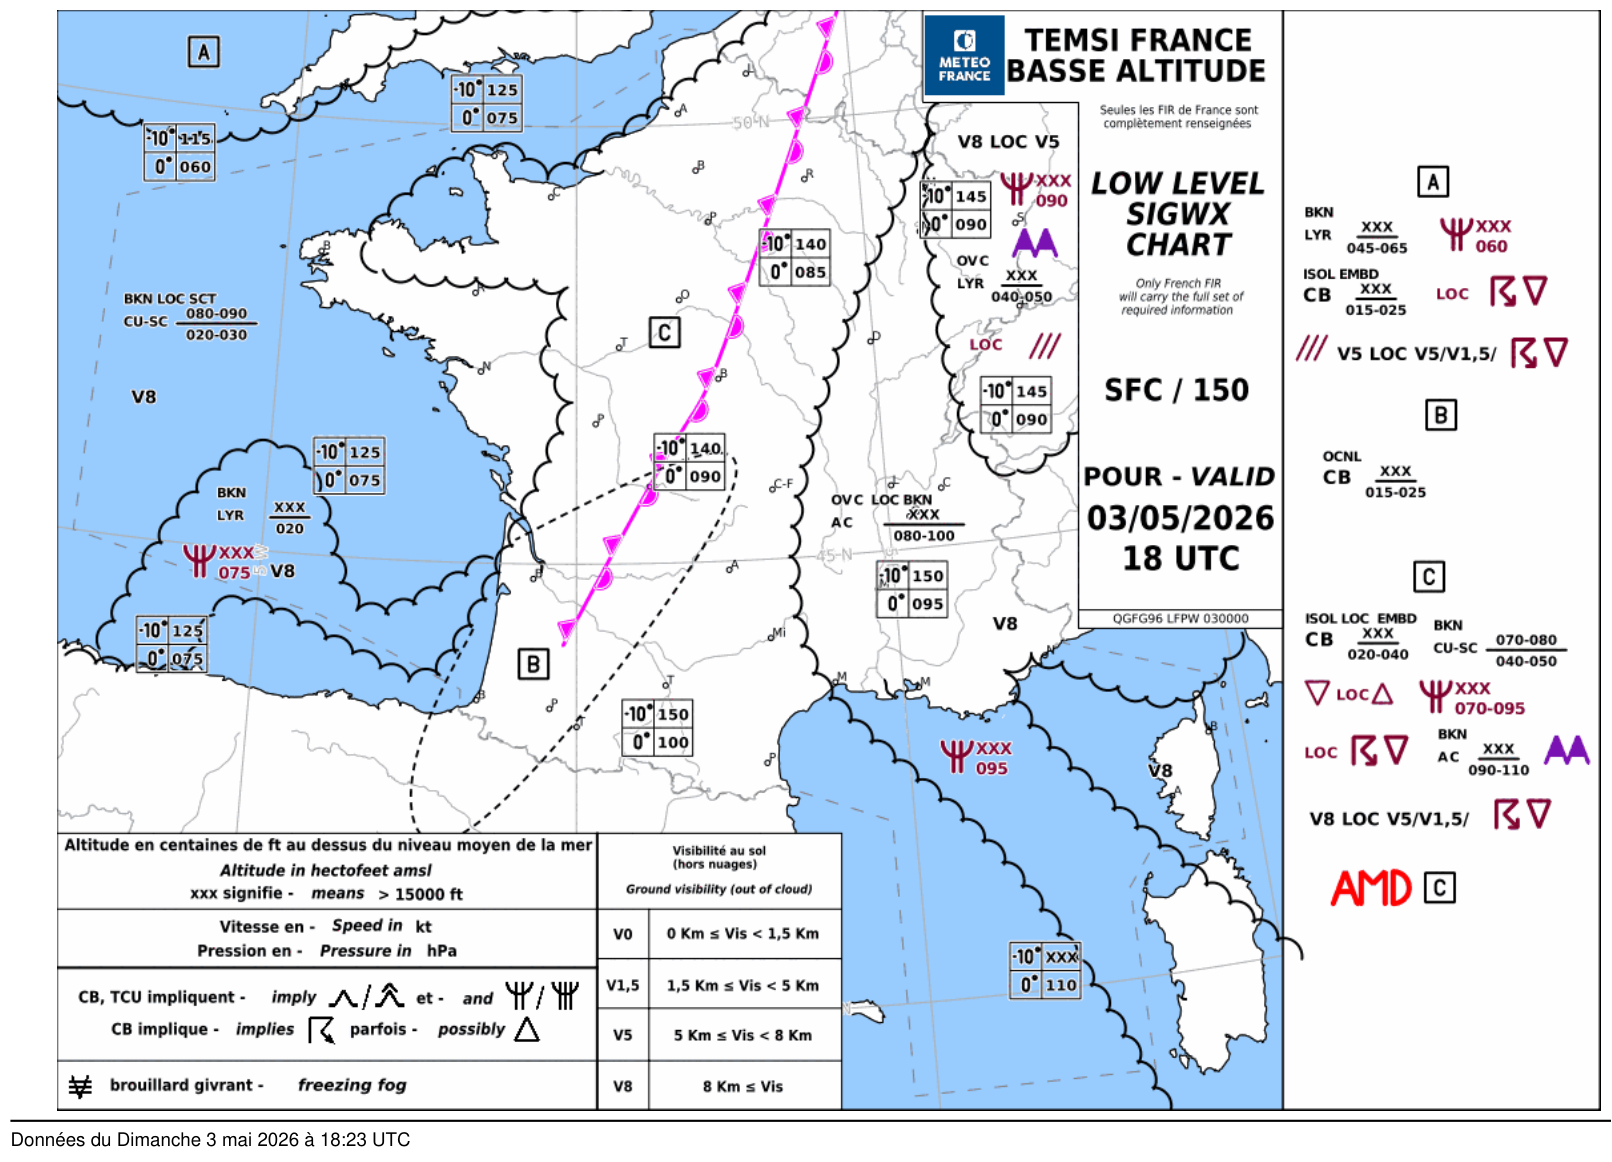 A
-10° 115
0° 060
-10° 125
0° 075
50°N
METEO
FRANCE
TEMSI FRANCE
BASSE ALTITUDE
Seules les FIR de France sont
complètement renseignées
LOW LEVEL
SIGWX
CHART
Only French FIR
will carry the full set of
required information
SFC / 150
POUR - VALID
03/05/2026
18 UTC
QGFG96 LFPW 030000
V8 LOC V5
XXX
090
-10° 145
0° 090
OVC
LYR
XXX
040-050
LOC
-10° 145
0° 090
-10° 140
0° 085
C
BKN LOC SCT
CU-SC
080-090
020-030
V8
-10° 125
0° 075
BKN
LYR
XXX
020
XXX
075
V8
-10° 125
0° 075
-10° 140
0° 090
OVC LOC BKN
AC
XXX
080-100
45 N
-10° 150
0° 095
V8
B
-10° 150
0° 100
XXX
095
V8
-10° XXX
0° 110
L
A
B
R
C
P
B
R
O
T
N
D
B
P
C-F
L
C
B
A
Mi
T
B
P
T
P
M
M
N
B
A
S
Altitude en centaines de ft au dessus du niveau moyen de la mer
Altitude in hectofeet amsl
xxx signifie - means > 15000 ft
Vitesse en - Speed in kt
Pression en - Pressure in hPa
CB, TCU impliquent - imply / et - and /
CB implique - implies parfois - possibly
brouillard givrant - freezing fog
Visibilité au sol
(hors nuages)
Ground visibility (out of cloud)
V0 0 Km ≤ Vis < 1,5 Km
V1,5 1,5 Km ≤ Vis < 5 Km
V5 5 Km ≤ Vis < 8 Km
V8 8 Km ≤ Vis
A
BKN
LYR
XXX
045-065
XXX
060
ISOL EMBD
CB
XXX
015-025
LOC
V5 LOC V5/V1,5/
B
OCNL
CB
XXX
015-025
C
ISOL LOC EMBD
CB
XXX
020-040
BKN
CU-SC
070-080
040-050
LOC
XXX
070-095
LOC
BKN
AC
XXX
090-110
V8 LOC V5/V1,5/
AMD C
Données du Dimanche 3 mai 2026 à 18:23 UTC